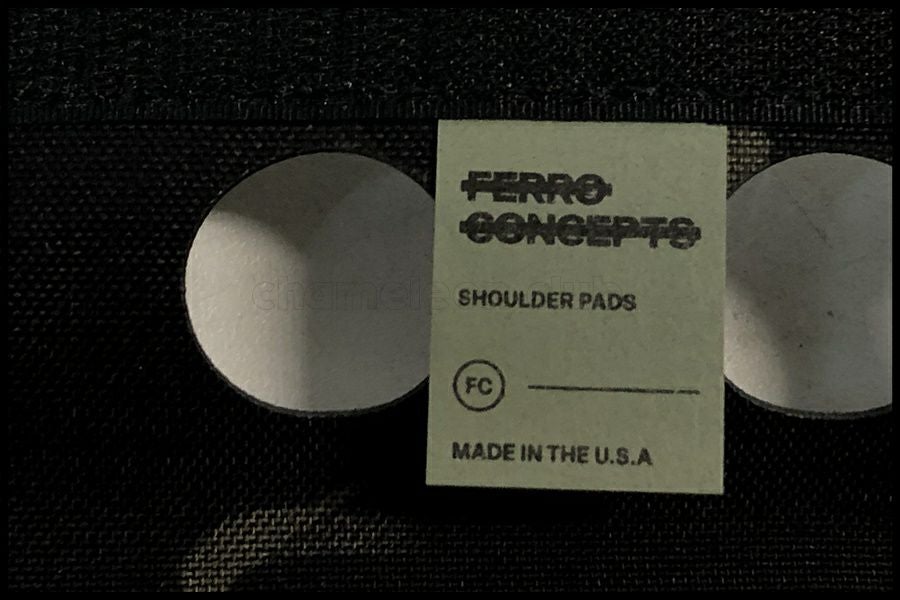 FERRO
CONCEPTS
SHOULDER PADS
FC
MADE IN THE U.S.A